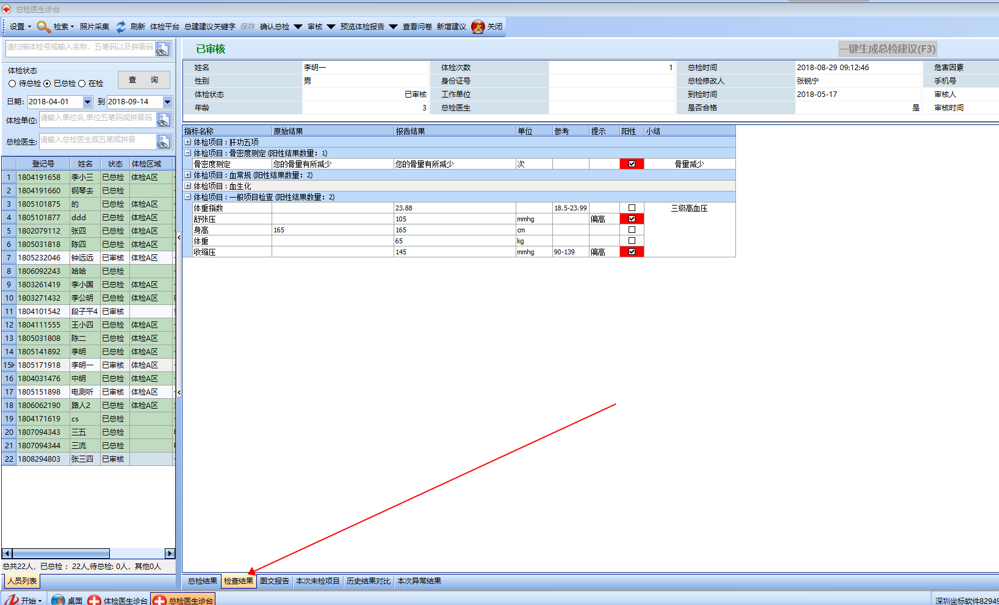 总检医生诊台
设置 检索 照片采集 刷新 体检平台 总建建议关键字 保存 确认总检 审核 预览体检报告 查看问卷 新增建议 关闭
请扫描体检号或输入名称，五笔码以及拼音码
体检状态
待总检 已总检 在检 查 询
日期: 2018-04-01 到 2018-09-14
体检单位: 请输入单位名,单位五笔码或拼音码
总检医生: 请输入总检医生或五笔或拼音
登记号 姓名 状态 体检区域
1 1804191658 李小三 已总检 体检A区
2 1804191660 钢琴去 已总检
3 1805101875 的 已总检 体检A区
4 1805101877 ddd 已总检 体检A区
5 1802079112 张四 已总检 体检A区
6 1805031818 陈四 已总检 体检A区
7 1805232046 钟远远 已审核 体检A区
8 1806092243 哈哈 已总检
9 1803261419 李小国 已总检 体检A区
10 1803271432 李公明 已总检 体检A区
11 1804101542 段子平4 已审核
12 1804111555 王小四 已总检 体检A区
13 1805031808 陈二 已总检 体检A区
14 1805141892 李明 已总检 体检A区
15 1805171918 李明一 已审核 体检A区
16 1804031476 中明 已总检 体检A区
17 1805151898 电测听 已审核 体检A区
18 1806062190 路人2 已总检 体检A区
19 1804171619 cs 已总检
20 1807094343 三五 已总检
21 1807094344 三流 已总检
22 1808294803 张三四 已审核
总共22人，已总检 ：22人,待总检: 0人，其他0人
人员列表
已审核 一键生成总检建议(F3)
姓名 李明一 体检次数 1 总检时间 2018-08-29 09:12:46 危害因素
性别 男 身份证号 总检修改人 张锐宁 手机号
体检状态 已审核 工作单位 到检时间 2018-05-17 审核人
年龄 3 总检医生 是否合格 是 审核时间
指标名称 原始结果 报告结果 单位 参考 提示 阳性 小结
体检项目 : 肝功五项
体检项目 : 骨密度测定 (阳性结果数量：1)
骨密度测定 您的骨量有所减少 您的骨量有所减少 次 骨量减少
体检项目 : 血常规 (阳性结果数量：2)
体检项目 : 血生化
体检项目 : 一般项目检查 (阳性结果数量：2)
体重指数 23.88 18.5-23.99 三级高血压
舒张压 105 mmhg 偏高
身高 165 165 cm
体重 65 kg
收缩压 145 mmhg 90-139 偏高
总检结果 检查结果 图文报告 本次未检项目 历史结果对比 本次异常结果
开始 桌面 体检医生诊台 总检医生诊台 深圳坐标软件82949